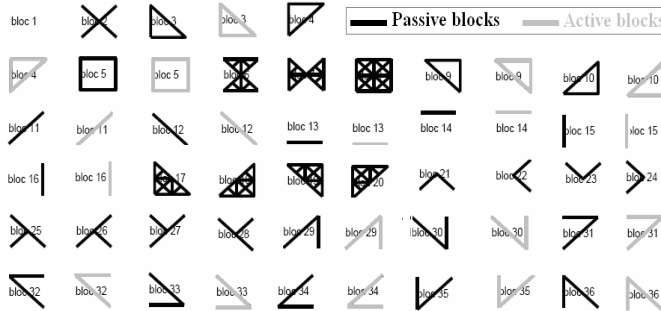 bloc 1 bloc 2 bloc 3 bloc 3 bloc 4 Passive blocks Active blocks
bloc 4 bloc 5 bloc 5 bloc 9 bloc 9 bloc 10 bloc 10
bloc 11 bloc 11 bloc 12 bloc 12 bloc 13 bloc 13 bloc 14 bloc 14 bloc 15 bloc 15
bloc 16 bloc 16 bloc 17 bloc 20 bloc 21 bloc 22 bloc 23 bloc 24
bloc 25 bloc 26 bloc 27 bloc 28 bloc 29 bloc 29 bloc 30 bloc 30 bloc 31 bloc 31
bloc 32 bloc 32 bloc 33 bloc 33 bloc 34 bloc 34 bloc 35 bloc 35 bloc 36 bloc 36